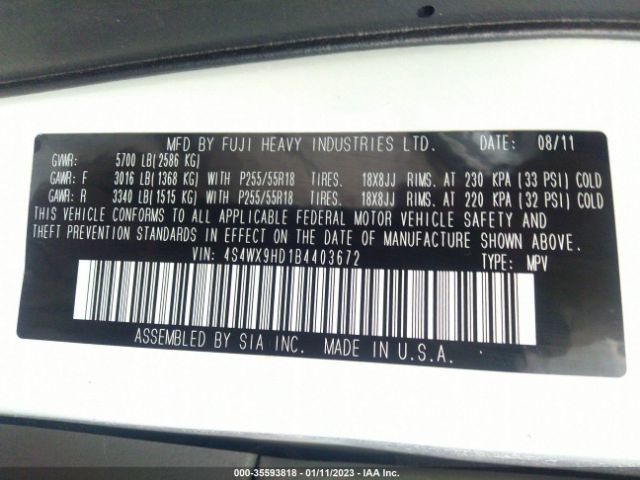 MFD BY FUJI HEAVY INDUSTRIES LTD. DATE: 08/11
GVWR: 5700 LB(2586 KG)
GAWR: F 3016 LB(1368 KG) WITH P255/55R18 TIRES. 18X8JJ RIMS. AT 230 KPA (33 PSI) COLD
GAWR: R 3340 LB(1515 KG) WITH P255/55R18 TIRES. 18X8JJ RIMS. AT 220 KPA (32 PSI) COLD
THIS VEHICLE CONFORMS TO ALL APPLICABLE FEDERAL MOTOR VEHICLE SAFETY AND
THEFT PREVENTION STANDARDS IN EFFECT ON THE DATE OF MANUFACTURE SHOWN ABOVE.
VIN: 4S4WX9HD1B4403672 TYPE: MPV
ASSEMBLED BY SIA INC. MADE IN U.S.A.
000-35593818 - 01/11/2023 - IAA Inc.